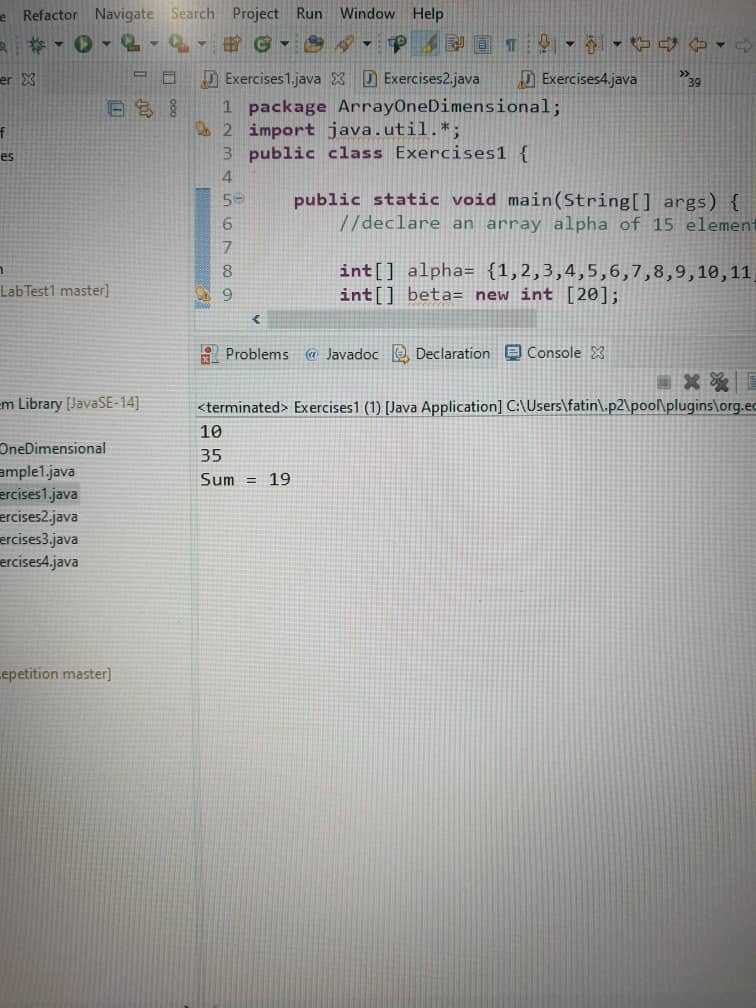 e Refactor Navigate Search Project Run Window Help
er
Exercises1.java Exercises2.java Exercises4.java »39
f
es
1 package ArrayOneDimensional;
2 import java.util.*;
3 public class Exercises1 {
4
5 public static void main(String[] args) {
6 //declare an array alpha of 15 element
7
8 int[] alpha= {1,2,3,4,5,6,7,8,9,10,11,
9 int[] beta= new int [20];
LabTest1 master]
Problems @ Javadoc Declaration Console
em Library [JavaSE-14]
<terminated> Exercises1 (1) [Java Application] C:\Users\fatin\.p2\pool\plugins\org.ec
10
35
Sum = 19
OneDimensional
ample1.java
ercises1.java
ercises2.java
ercises3.java
ercises4.java
epetition master]